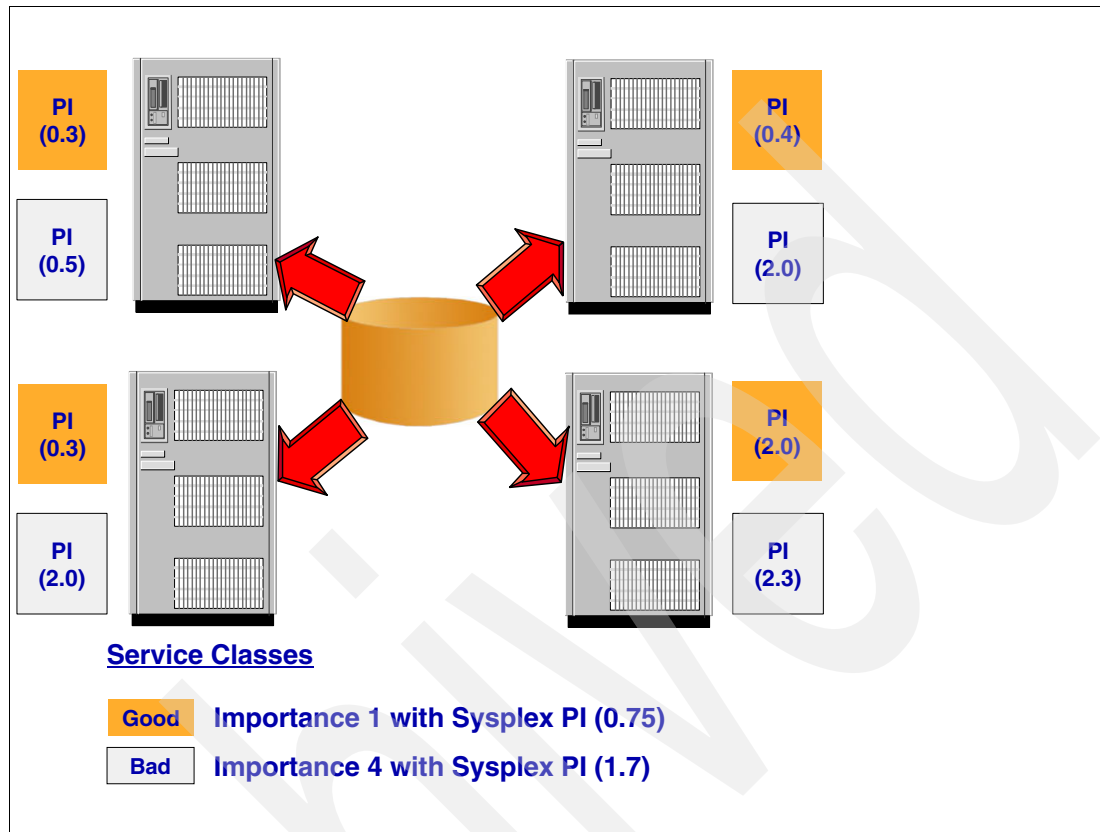 PI
(0.3)
PI
(0.5)
PI
(0.4)
PI
(2.0)
PI
(0.3)
PI
(2.0)
PI
(2.0)
PI
(2.3)
Service Classes
Good Importance 1 with Sysplex PI (0.75)
Bad Importance 4 with Sysplex PI (1.7)